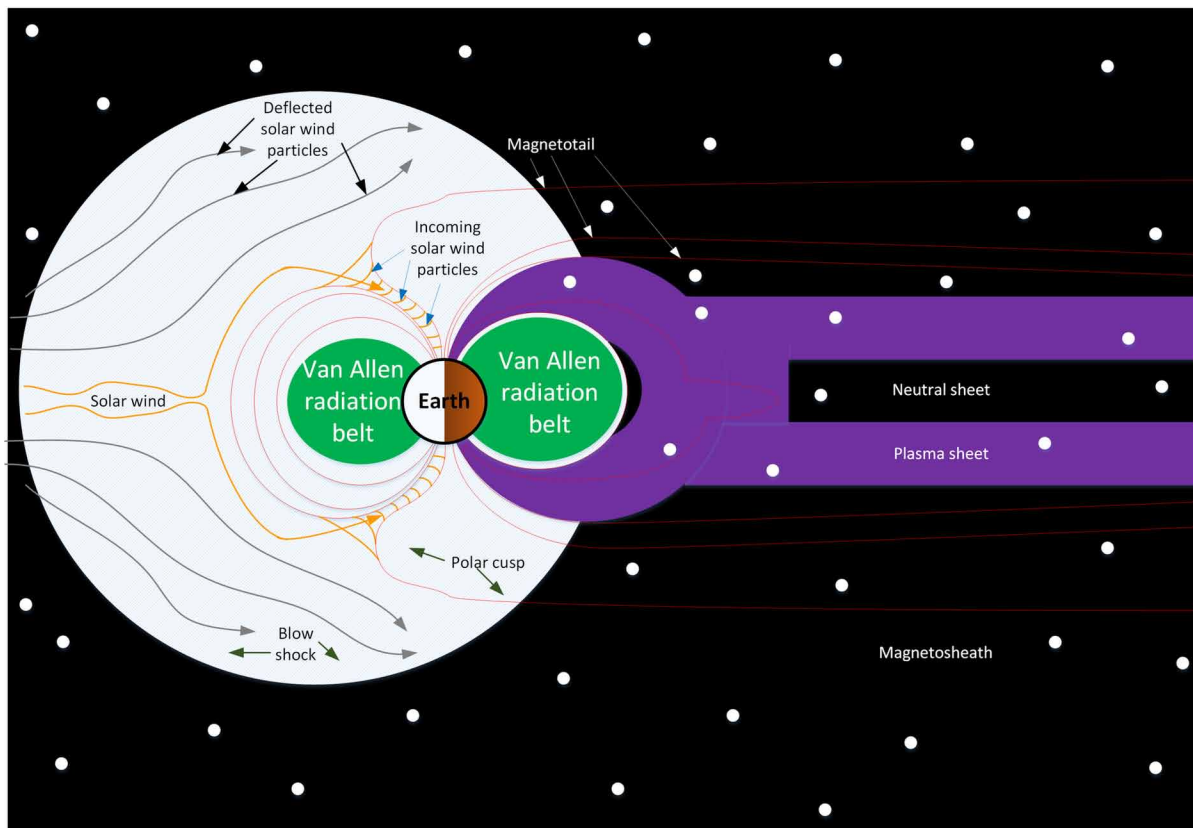 Deflected
solar wind
particles
Magnetotail
Incoming
solar wind
particles
Van Allen
radiation
belt
Van Allen
radiation
belt
Earth
Solar wind
Neutral sheet
Plasma sheet
Polar cusp
Blow
shock
Magnetosheath